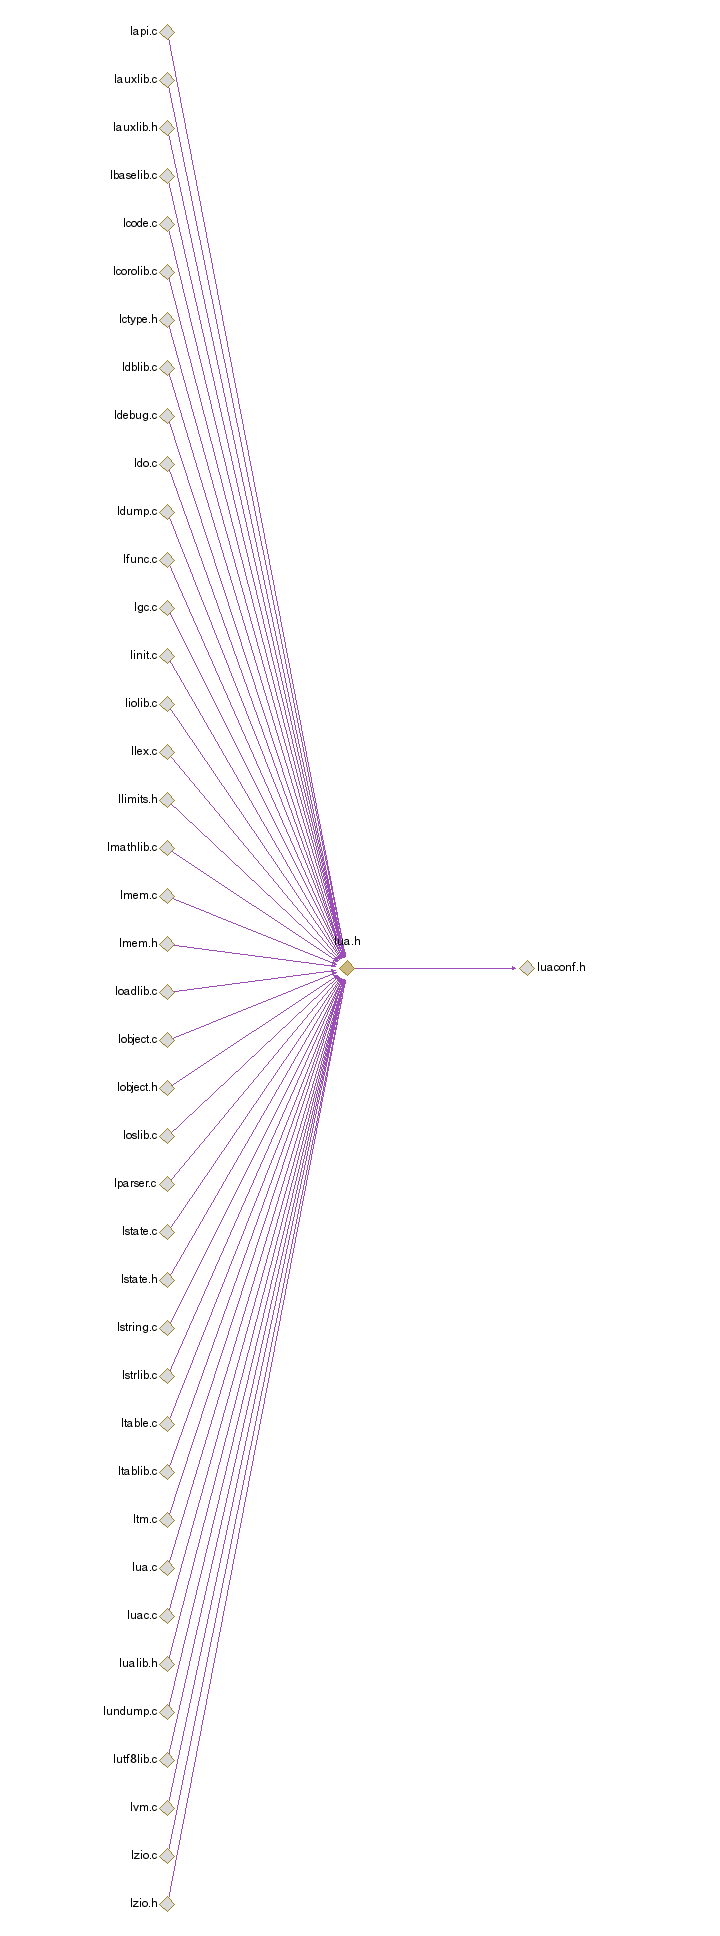 lapi.c
lauxlib.c
lauxlib.h
lbaselib.c
lcode.c
lcorolib.c
lctype.h
ldblib.c
ldebug.c
ldo.c
ldump.c
lfunc.c
lgc.c
linit.c
liolib.c
llex.c
llimits.h
lmathlib.c
lmem.c
lua.h
lmem.h
luaconf.h
loadlib.c
lobject.c
lobject.h
loslib.c
lparser.c
lstate.c
lstate.h
lstring.c
lstrlib.c
ltable.c
ltablib.c
ltm.c
lua.c
luac.c
lualib.h
lundump.c
lutf8lib.c
lvm.c
lzio.c
lzio.h